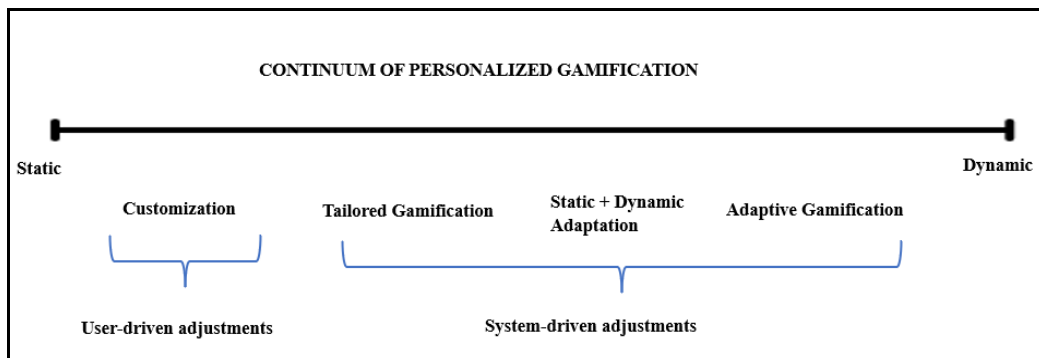 CONTINUUM OF PERSONALIZED GAMIFICATION
Static
Dynamic
Customization
Tailored Gamification
Static + Dynamic
Adaptation
Adaptive Gamification
User-driven adjustments
System-driven adjustments